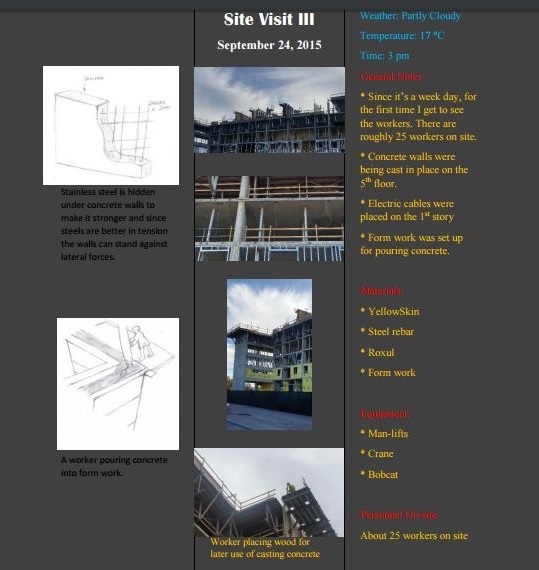 Site Visit III
September 24, 2015
Stainless steel is hidden
under concrete walls to
make it stronger and since
steels are better in tension
the walls can stand against
lateral forces.
A worker pouring concrete
into form work.
Worker placing wood for
later use of casting concrete
Weather: Partly Cloudy
Temperature: 17 °C
Time: 3 pm
General Notes:
* Since it's a week day, for
the first time I get to see
the workers. There are
roughly 25 workers on site.
* Concrete walls were
being cast in place on the
5th floor.
* Electric cables were
placed on the 1st story
* Form work was set up
for pouring concrete.
Materials:
* YellowSkin
* Steel rebar
* Roxul
* Form work
Equipment:
* Man-lifts
* Crane
* Bobcat
Personnel On-site:
About 25 workers on site